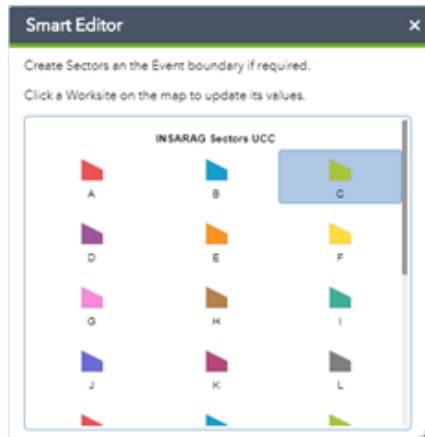 Smart Editor ×
Create Sectors an the Event boundary if required.
Click a Worksite on the map to update its values.
INSARAG Sectors UCC
A B C
D E F
G H I
J K L